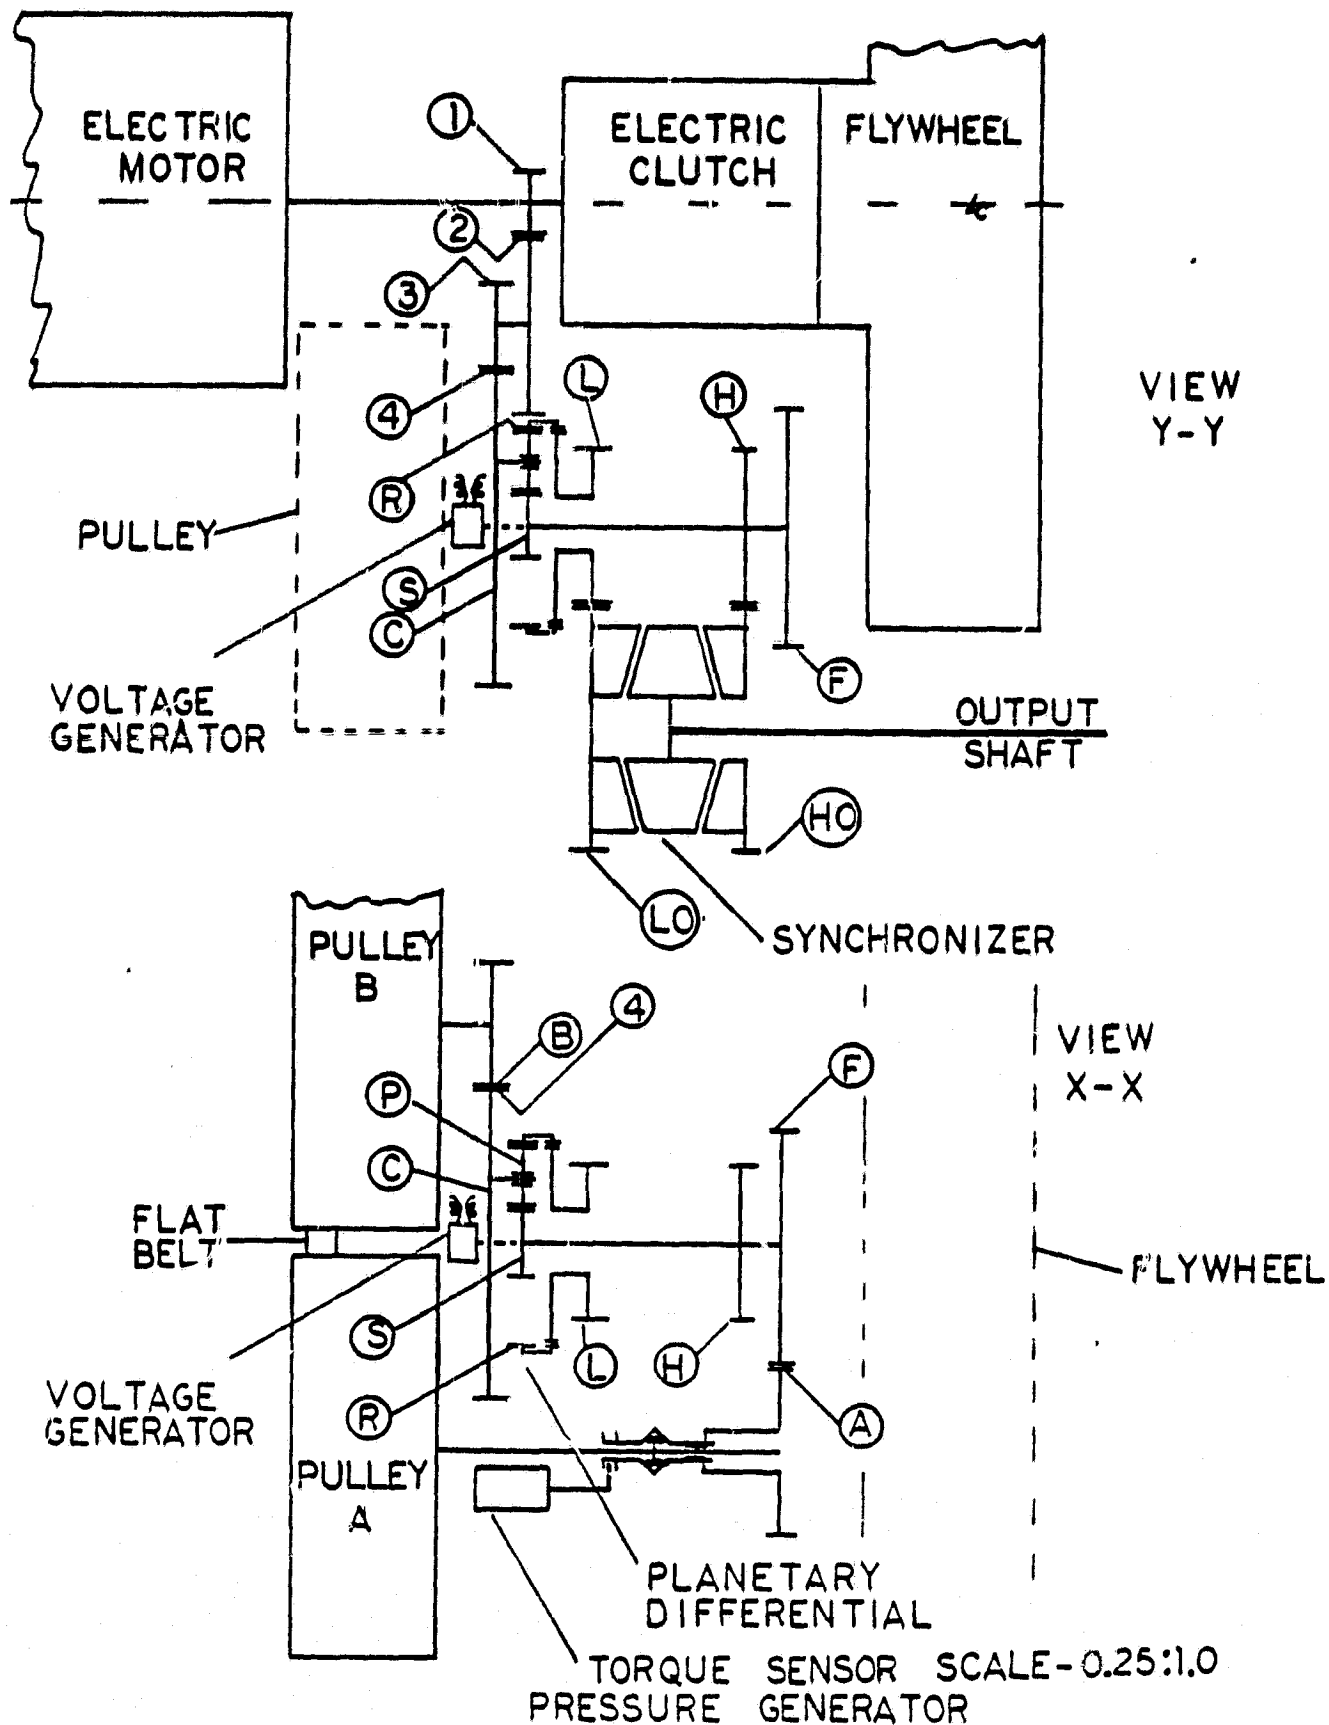 ELECTRIC
MOTOR
1
ELECTRIC
CLUTCH
FLYWHEEL
2
3
4
L
H
VIEW
Y-Y
R
PULLEY
S
C
F
VOLTAGE
GENERATOR
OUTPUT
SHAFT
HO
LO
SYNCHRONIZER
PULLEY
B
B
4
VIEW
X-X
F
P
C
FLAT
BELT
FLYWHEEL
S
L
H
R
A
VOLTAGE
GENERATOR
PULLEY
A
PLANETARY
DIFFERENTIAL
TORQUE SENSOR SCALE-0.25:1.0
PRESSURE GENERATOR